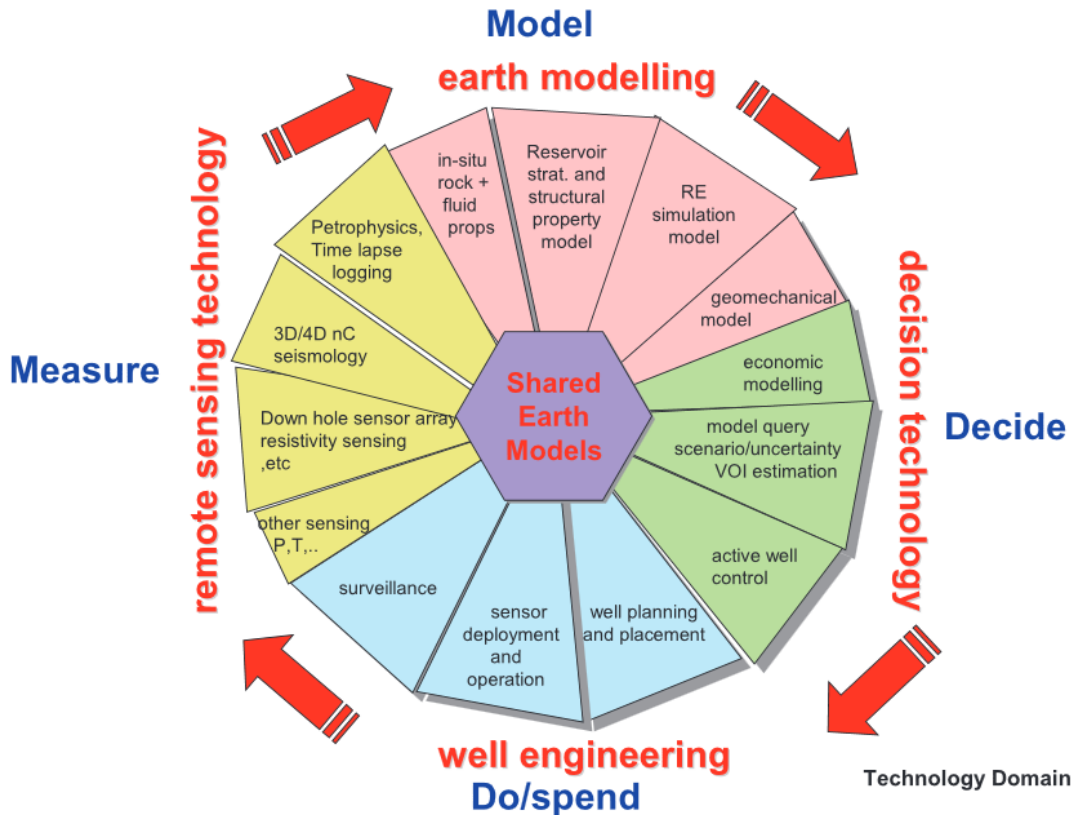 Model
earth modelling
in-situ
rock +
fluid
props
Reservoir
strat. and
structural
property
model
RE
simulation
model
geomechanical
model
Petrophysics,
Time lapse
logging
3D/4D nC
seismology
Down hole sensor array
resistivity sensing
,etc
other sensing
P,T,..
remote sensing technology
Measure
Shared
Earth
Models
economic
modelling
model query
scenario/uncertainty
VOI estimation
active well
control
decision technology
Decide
surveillance
sensor
deployment
and
operation
well planning
and placement
well engineering
Do/spend
Technology Domain